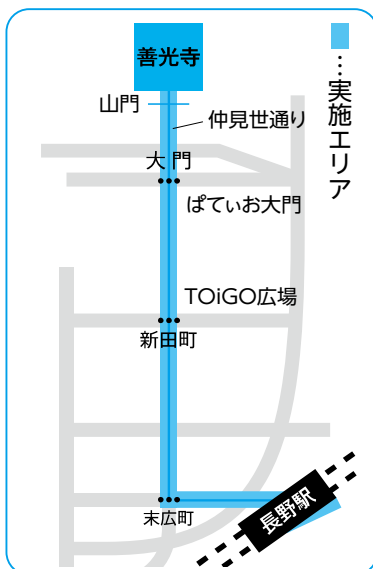 善光寺
…実施エリア
山門
仲見世通り
大門
ぱてぃお大門
TOiGO広場
新田町
末広町
長野駅